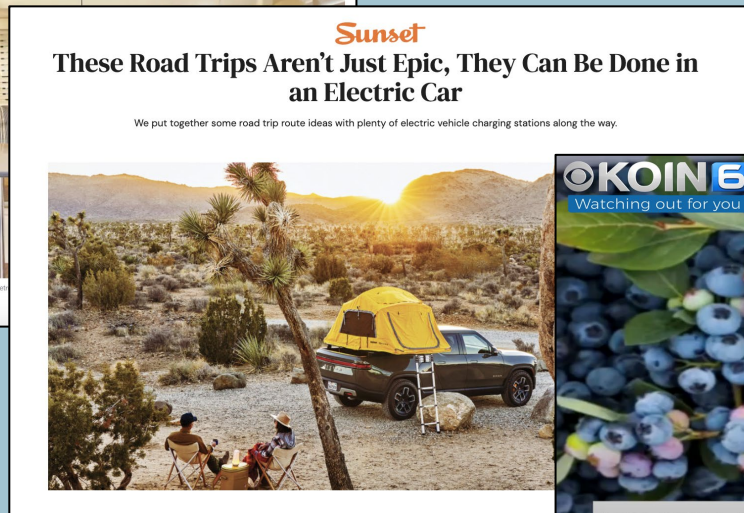 Sunset
These Road Trips Aren't Just Epic, They Can Be Done in
an Electric Car
We put together some road trip route ideas with plenty of electric vehicle charging stations along the way.
KOIN 6
Watching out for you